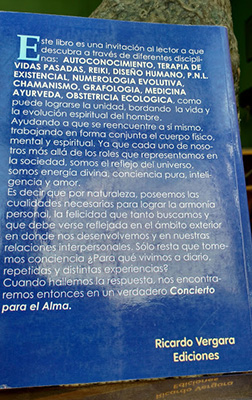 Este libro es una invitación al lector a que
descubra a través de diferentes discipli-
nas: AUTOCONOCIMIENTO, TERAPIA DE
VIDAS PASADAS, REIKI, DISEÑO HUMANO, P.N.L.
EXISTENCIAL, NUMEROLOGIA EVOLUTIVA,
CHAMANISMO, GRAFOLOGIA, MEDICINA
AYURVEDA, OBSTETRICIA ECOLOGICA, como
puede lograrse la unidad, bordando la vida y
la evolución espiritual del hombre.
Ayudando a que se reencuentre a si mismo,
trabajando en forma conjunta el cuerpo físico,
mental y espiritual. Ya que cada uno de noso-
tros más allá de los roles que representamos en
la sociedad, somos el reflejo del universo,
somos energía divina, conciencia pura, inteli-
gencia y amor.
Es decir que por naturaleza, poseemos las
cualidades necesarias para lograr la armonía
personal, la felicidad que tanto buscamos y
que debe verse reflejada en el ámbito exterior
en donde nos desenvolvemos y en nuestras
relaciones interpersonales. Sólo resta que tome-
mos conciencia ¿Para qué vivimos a diario,
repetidas y distintas experiencias?
Cuando hallemos la respuesta, nos encontra-
remos entonces en un verdadero Concierto
para el Alma.
Ricardo Vergara
Ediciones